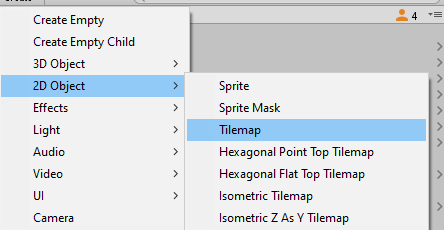 4
Create Empty
Create Empty Child
3D Object
2D Object
Effects
Light
Audio
Video
UI
Camera
Sprite
Sprite Mask
Tilemap
Hexagonal Point Top Tilemap
Hexagonal Flat Top Tilemap
Isometric Tilemap
Isometric Z As Y Tilemap